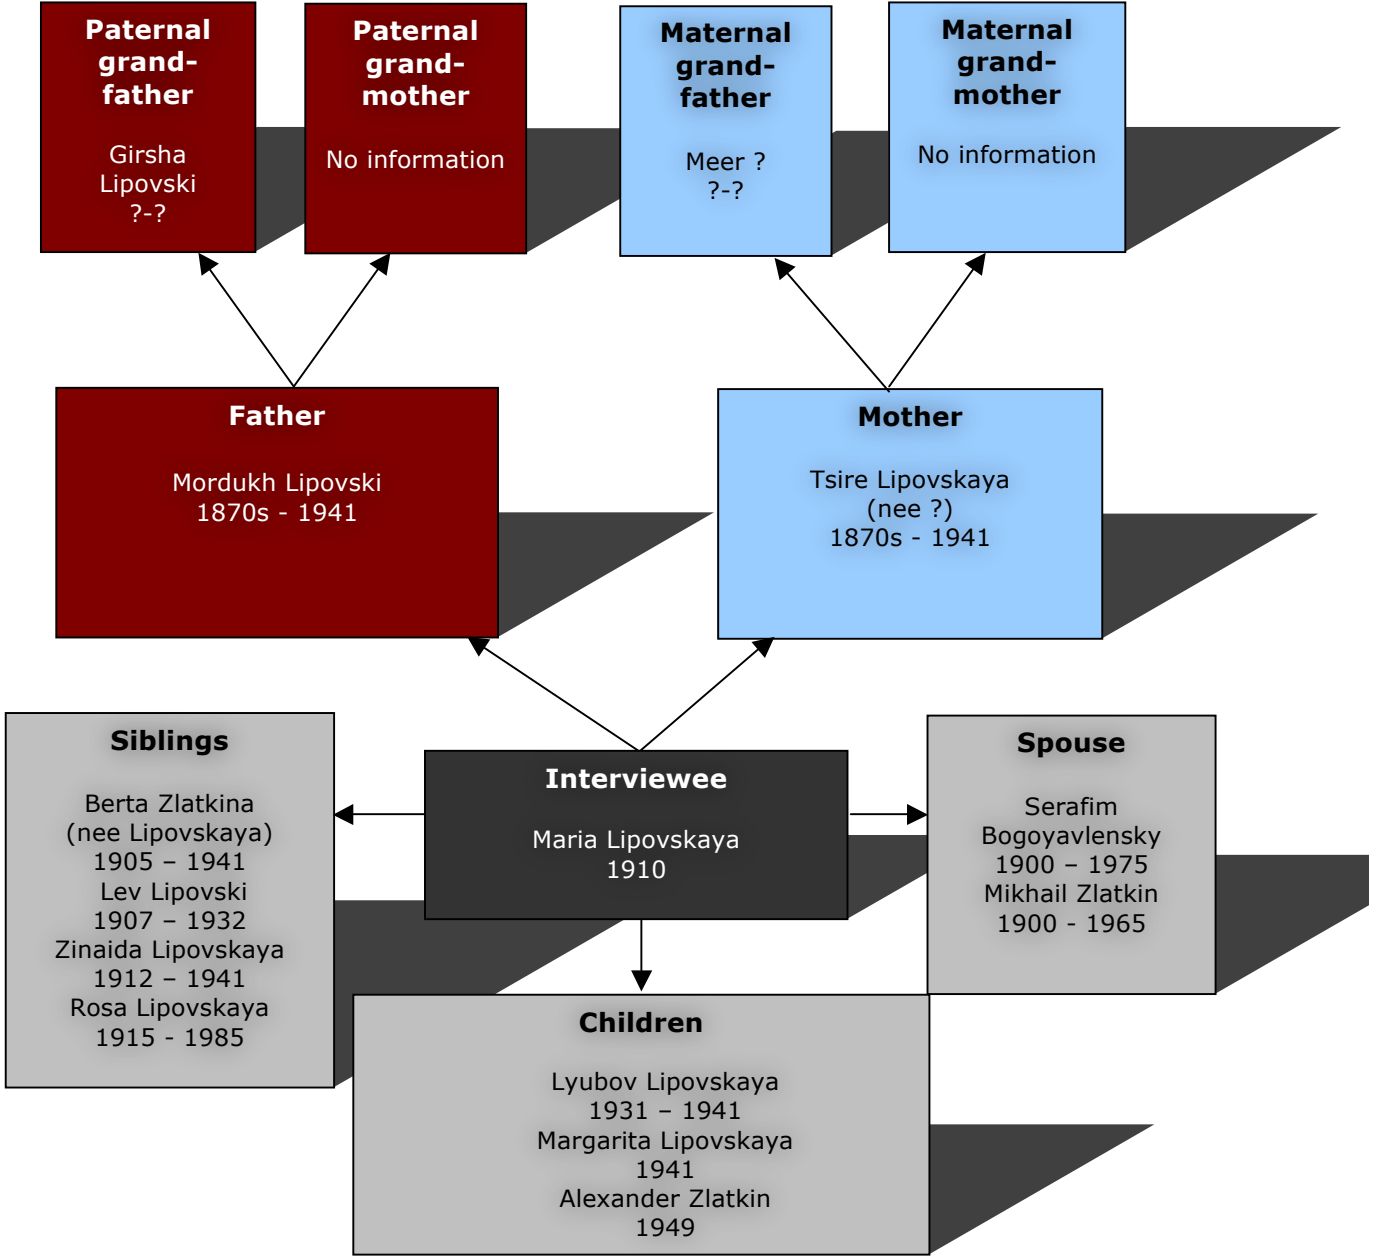 Paternal
grand-
father
Girsha
Lipovski
?-?
Paternal
grand-
mother
No information
Maternal
grand-
father
Meer ?
?-?
Maternal
grand-
mother
No information
Father
Mordukh Lipovski
1870s - 1941
Mother
Tsire Lipovskaya
(nee ?)
1870s - 1941
Siblings
Berta Zlatkina
(nee Lipovskaya)
1905 – 1941
Lev Lipovski
1907 – 1932
Zinaida Lipovskaya
1912 – 1941
Rosa Lipovskaya
1915 - 1985
Interviewee
Maria Lipovskaya
1910
Spouse
Serafim
Bogoyavlensky
1900 – 1975
Mikhail Zlatkin
1900 - 1965
Children
Lyubov Lipovskaya
1931 – 1941
Margarita Lipovskaya
1941
Alexander Zlatkin
1949